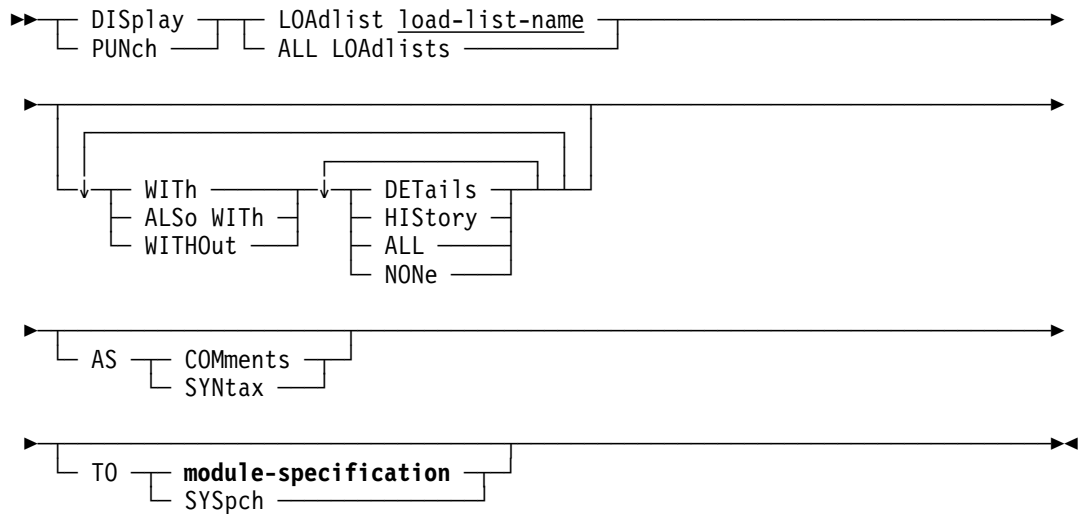 DISplay LOAdlist load-list-name
PUNch ALL LOAdlists
WITh DETails
ALSo WITh HIStory
WITHOut ALL
NONe
AS COMments
SYNtax
TO module-specification
SYSpch